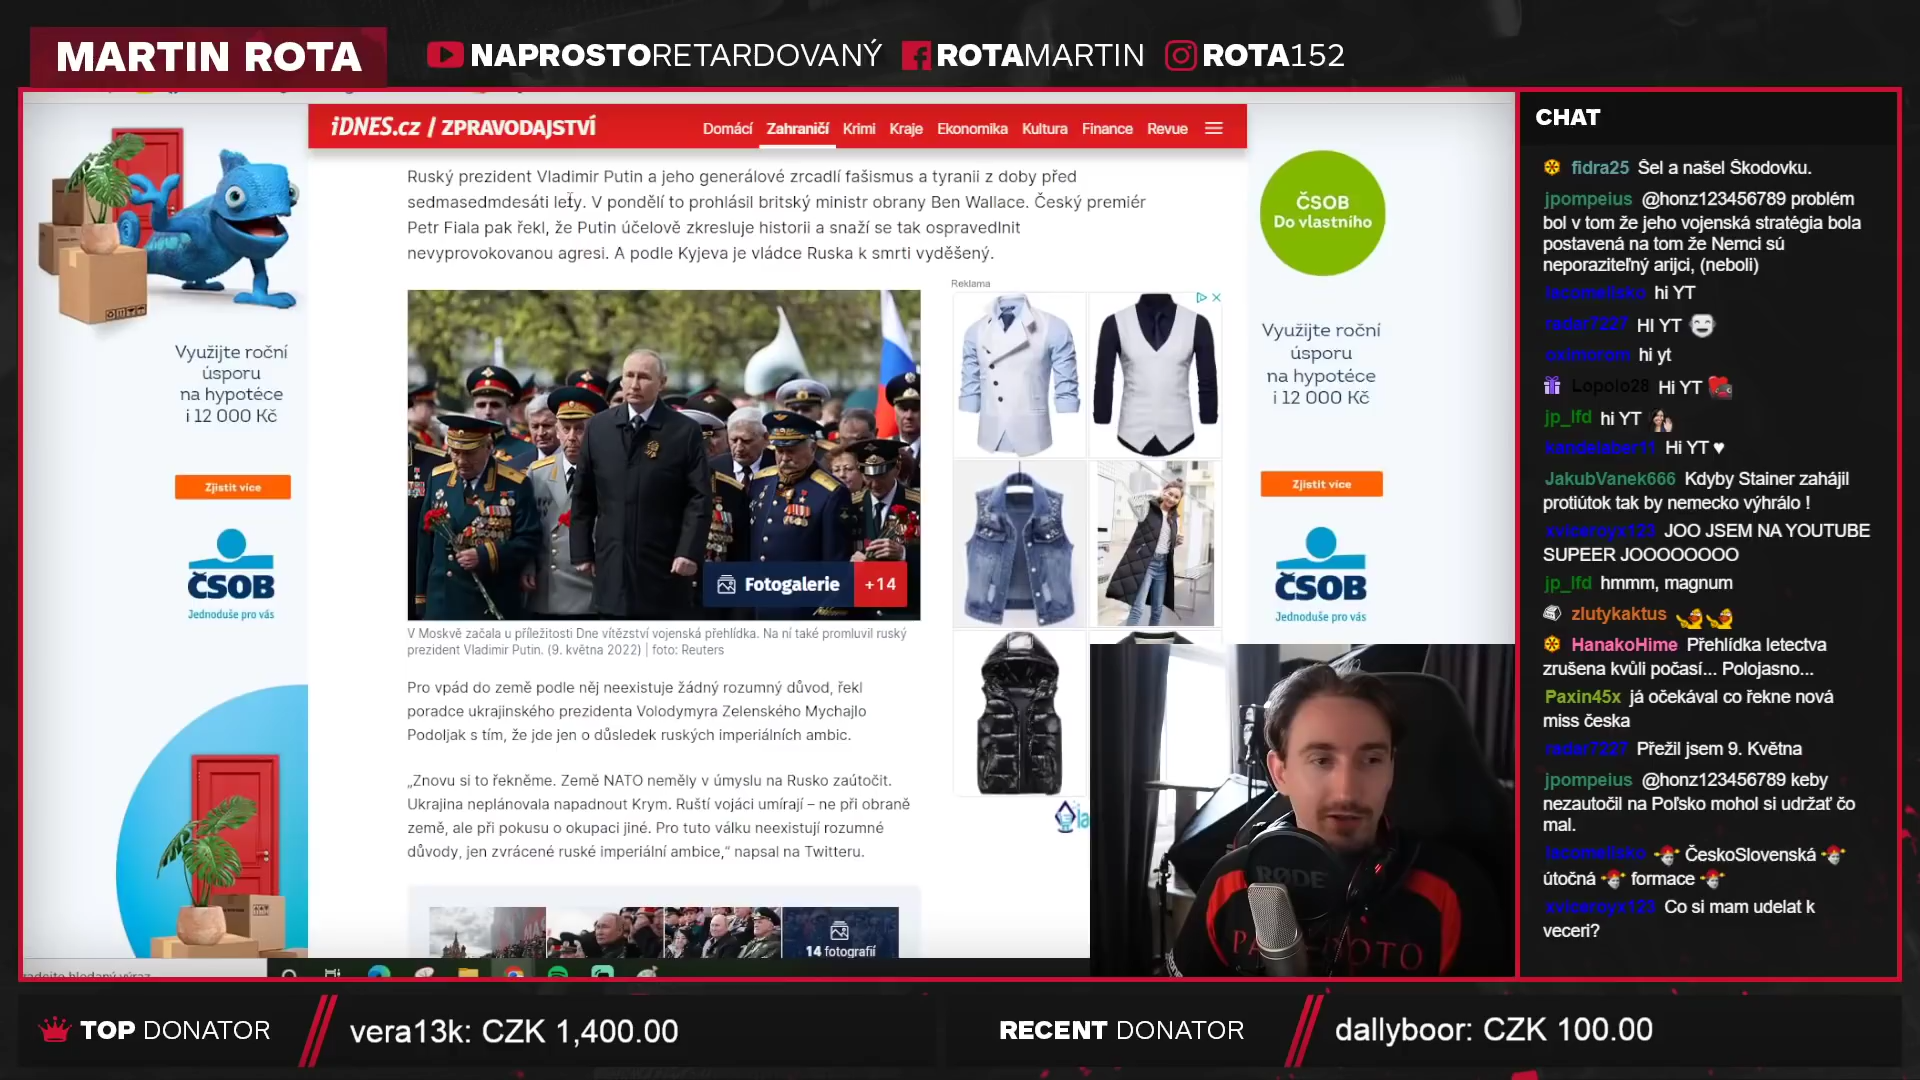 MARTIN ROTA
NAPROSTORETARDOVANÝ
ROTAMARTIN
ROTA152
iDNES.cz / ZPRAVODAJSTVÍ
Domácí Zahraničí Krimi Kraje Ekonomika Kultura Finance Revue
Ruský prezident Vladimir Putin a jeho generálové zrcadlí fašismus a tyranii z doby před
sedmasedmdesáti lety. V pondělí to prohlásil britský ministr obrany Ben Wallace. Český premiér
Petr Fiala pak řekl, že Putin účelově zkresluje historii a snaží se tak ospravedlnit
nevyprovokovanou agresi. A podle Kyjeva je vládce Ruska k smrti vyděšený.
Fotogalerie +14
V Moskvě začala u příležitosti Dne vítězství vojenská přehlídka. Na ní také promluvil ruský
prezident Vladimir Putin. (9. května 2022) | foto: Reuters
Pro vpád do země podle něj neexistuje žádný rozumný důvod, řekl
poradce ukrajinského prezidenta Volodymyra Zelenského Mychajlo
Podoljak s tím, že jde jen o důsledek ruských imperiálních ambic.
„Znovu si to řekněme. Země NATO neměly v úmyslu na Rusko zaútočit.
Ukrajina neplánovala napadnout Krym. Ruští vojáci umírají – ne při obraně
země, ale při pokusu o okupaci jiné. Pro tuto válku neexistují rozumné
důvody, jen zvrácené ruské imperiální ambice,“ napsal na Twitteru.
14 fotografií
Využijte roční
úsporu
na hypotéce
i 12 000 Kč
Zjistit více
ČSOB
Jednoduše pro vás
Reklama
ČSOB
Do vlastního
Využijte roční
úsporu
na hypotéce
i 12 000 Kč
Zjistit více
ČSOB
Jednoduše pro vás
RØDE
CHAT
fidra25 Šel a našel Škodovku.
jpompeius @honz123456789 problém
bol v tom že jeho vojenská stratégia bola
postavená na tom že Nemci sú
neporaziteľný arijci, (neboli)
hi YT
radar7227 HI YT
oximorom hi yt
Lopolo28 Hi YT
jp_lfd hi YT
kandelaber11 Hi YT ♥
JakubVanek666 Kdyby Stainer zahájil
protiútok tak by nemecko výhrálo !
xviceroyx123 JOO JSEM NA YOUTUBE
SUPEER JOOOOOOOO
jp_lfd hmmm, magnum
zlutykaktus
HanakoHime Přehlídka letectva
zrušena kvůli počasí... Polojasno...
Paxin45x já očekával co řekne nová
miss česka
radar7227 Přežil jsem 9. Května
jpompeius @honz123456789 keby
nezautočil na Poľsko mohol si udržať čo
mal.
ČeskoSlovenská
útočná formace
xviceroyx123 Co si mam udelat k
veceri?
TOP DONATOR
vera13k: CZK 1,400.00
RECENT DONATOR
dallyboor: CZK 100.00